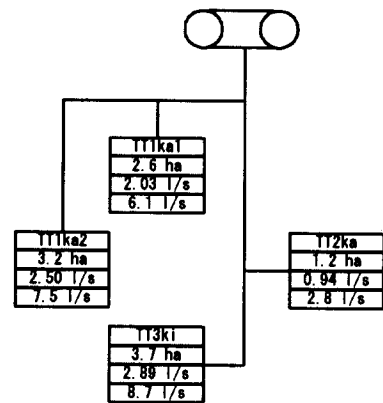 TT1ka1
2.6 ha
2.03 l/s
6.1 l/s
TT1ka2
3.2 ha
2.50 l/s
7.5 l/s
TT2ka
1.2 ha
0.94 l/s
2.8 l/s
TT3ki
3.7 ha
2.89 l/s
8.7 l/s